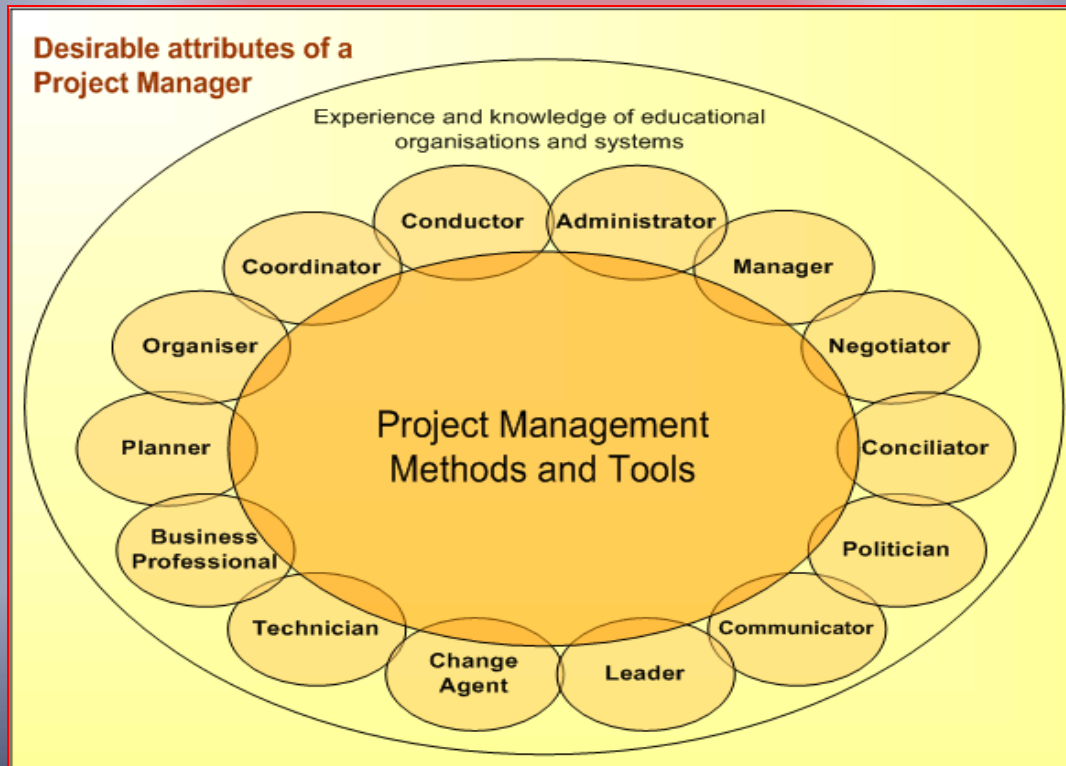 Desirable attributes of a
Project Manager
Experience and knowledge of educational
organisations and systems
Conductor
Administrator
Coordinator
Manager
Organiser
Negotiator
Project Management
Methods and Tools
Planner
Conciliator
Business
Professional
Politician
Technician
Communicator
Change
Agent
Leader